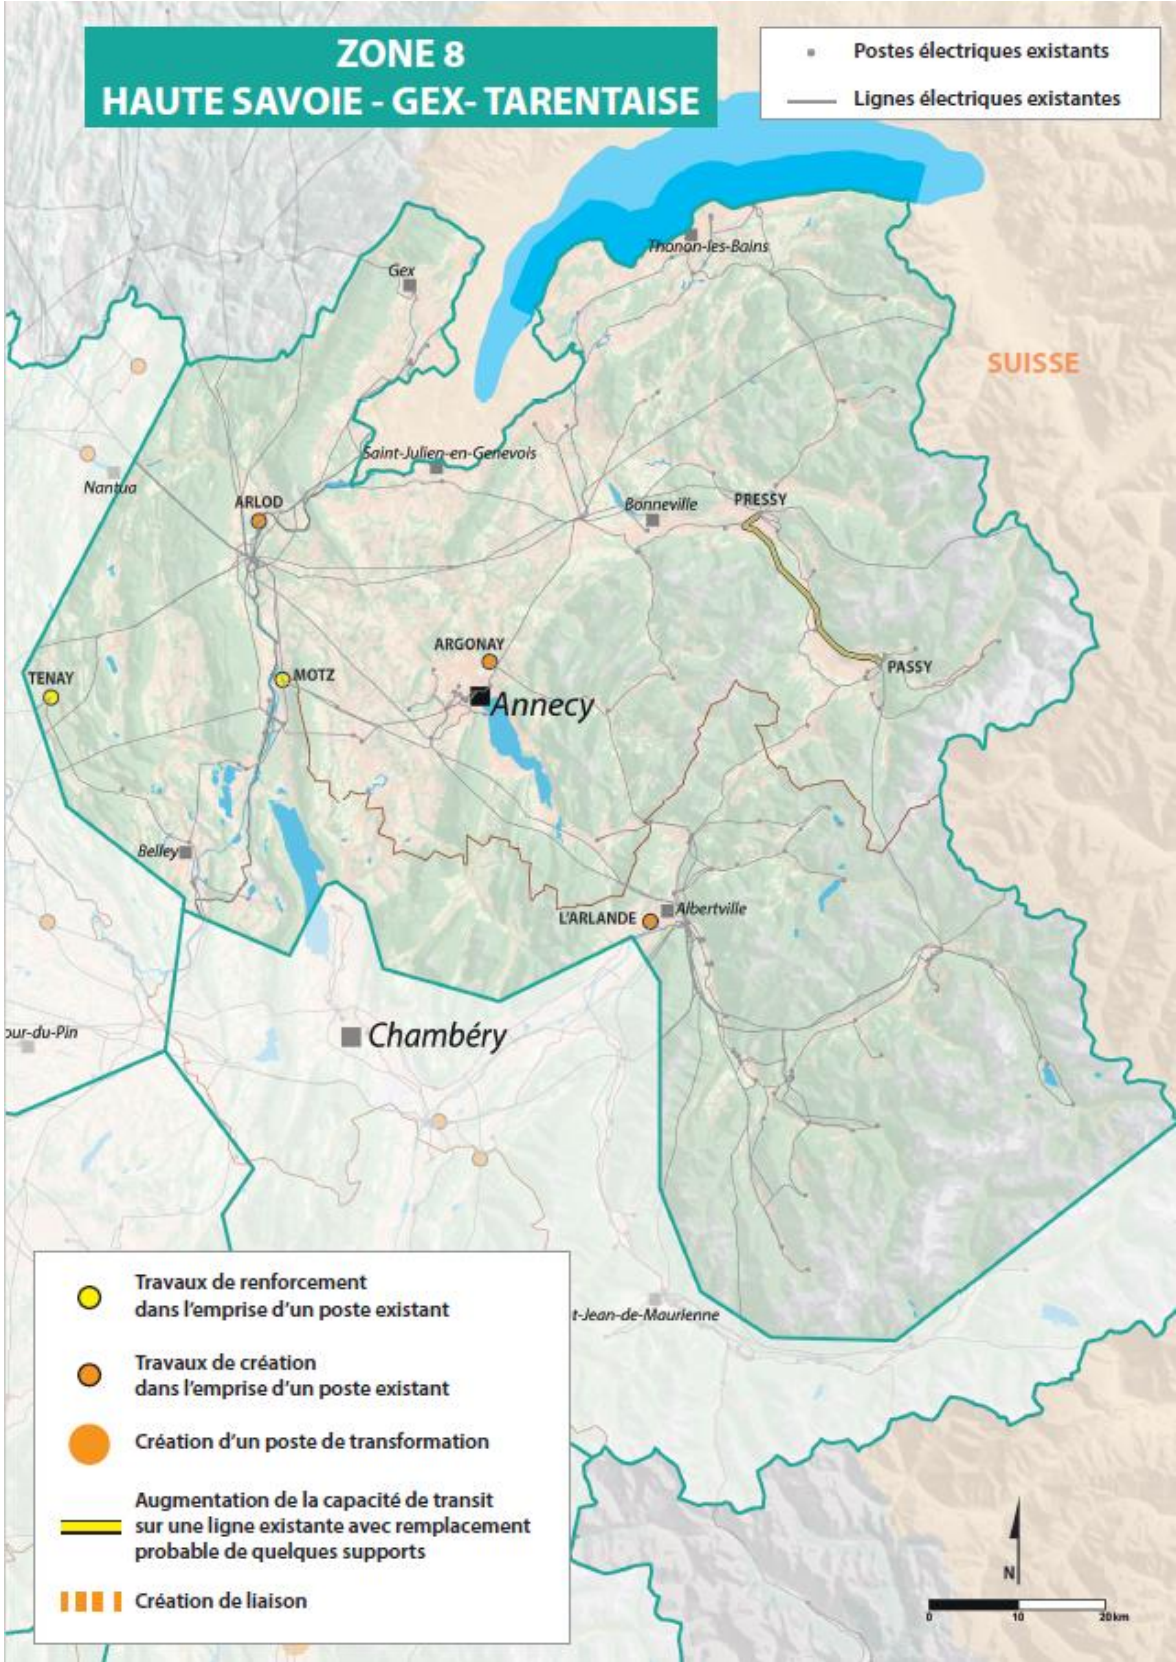 ZONE 8
HAUTE SAVOIE - GEX- TARENTAISE
Postes électriques existants
Lignes électriques existantes
Thonon-les-Bains
Gex
SUISSE
Saint-Julien-en-Genevois
Nantua
ARLOD
Bonneville
PRESSY
ARGONAY
TENAY
MOTZ
PASSY
Annecy
Belley
L'ARLANDE
Albertville
our-du-Pin
Chambéry
t-Jean-de-Maurienne
Travaux de renforcement
dans l'emprise d'un poste existant
Travaux de création
dans l'emprise d'un poste existant
Création d'un poste de transformation
Augmentation de la capacité de transit
sur une ligne existante avec remplacement
probable de quelques supports
Création de liaison
N
0 10 20 km